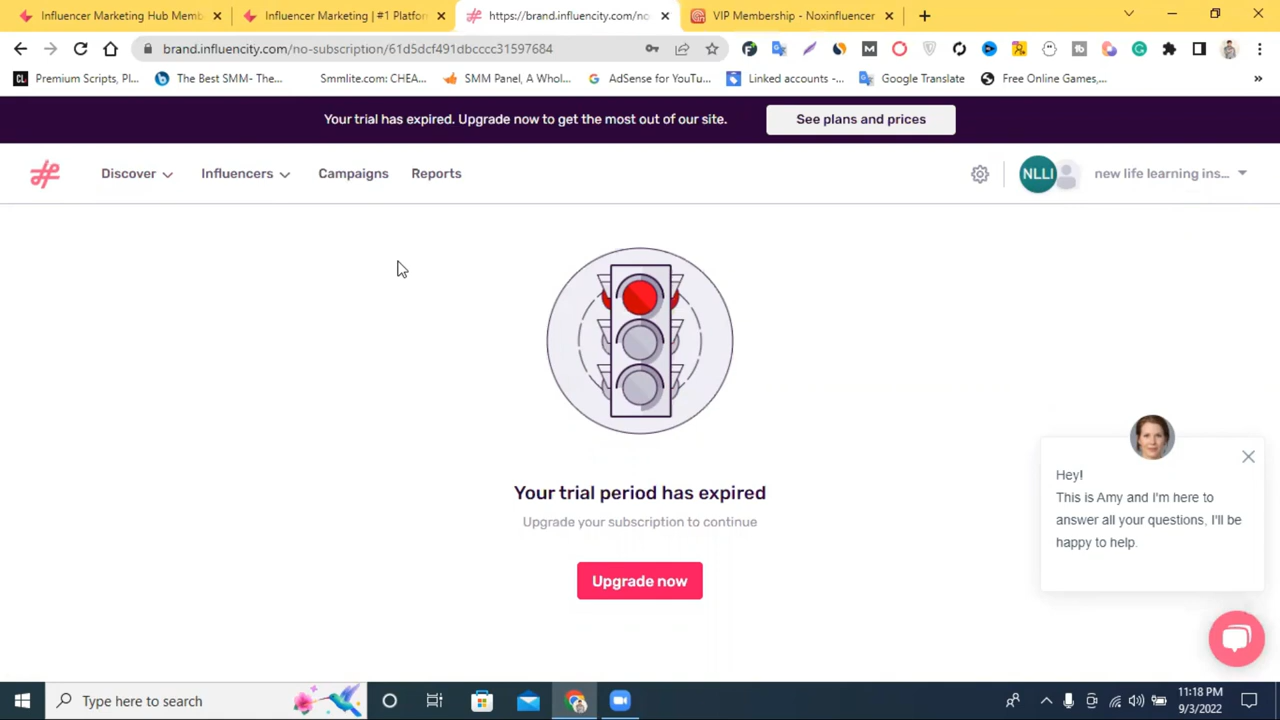 Influencer Marketing Hub Memb
Influencer Marketing | #1 Platfor
https://brand.influencity.com/no
VIP Membership - Noxinfluencer
brand.influencity.com/no-subscription/61d5dcf491dbcccc31597684
Premium Scripts, Pl...
The Best SMM- The...
Smmlite.com: CHEA...
SMM Panel, A Whol...
AdSense for YouTu...
Linked accounts -...
Google Translate
Free Online Games,...
Your trial has expired. Upgrade now to get the most out of our site.
See plans and prices
Discover
Influencers
Campaigns
Reports
NLLI
new life learning ins...
Your trial period has expired
Upgrade your subscription to continue
Upgrade now
Hey!
This is Amy and I'm here to
answer all your questions, I'll be
happy to help.
Type here to search
11:18 PM
9/3/2022